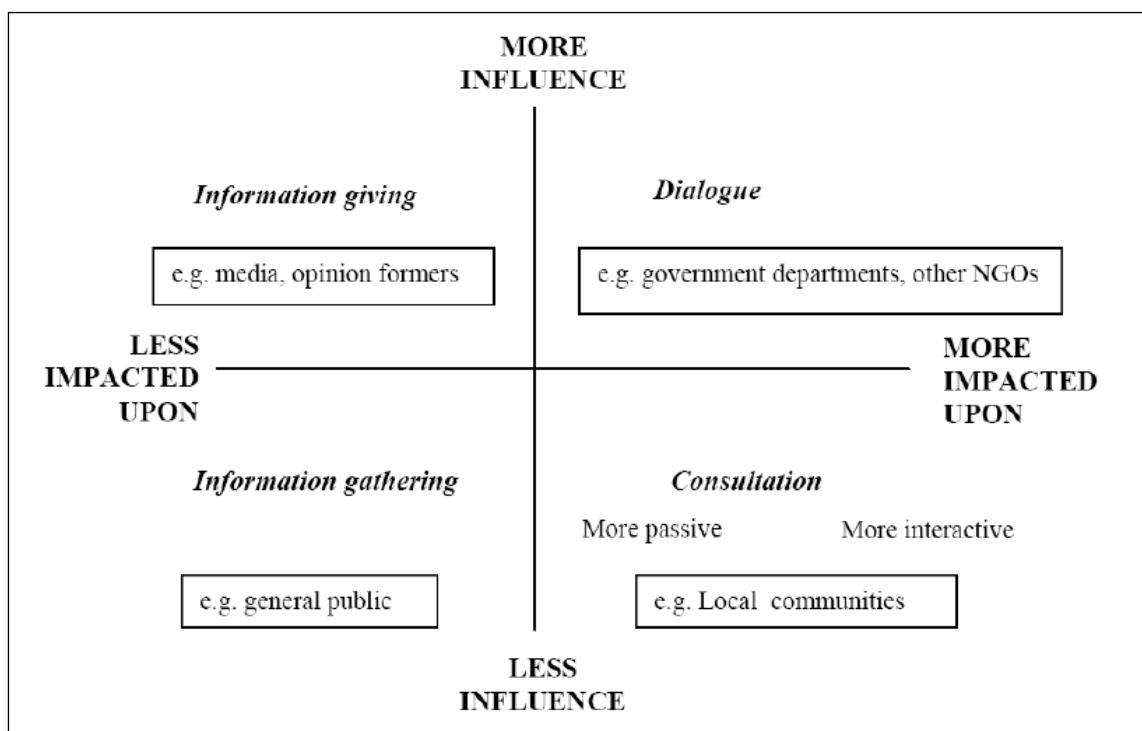 MORE
INFLUENCE
Information giving
Dialogue
e.g. media, opinion formers
e.g. government departments, other NGOs
LESS
IMPACTED
UPON
MORE
IMPACTED
UPON
Information gathering
Consultation
More passive
More interactive
e.g. general public
e.g. Local communities
LESS
INFLUENCE